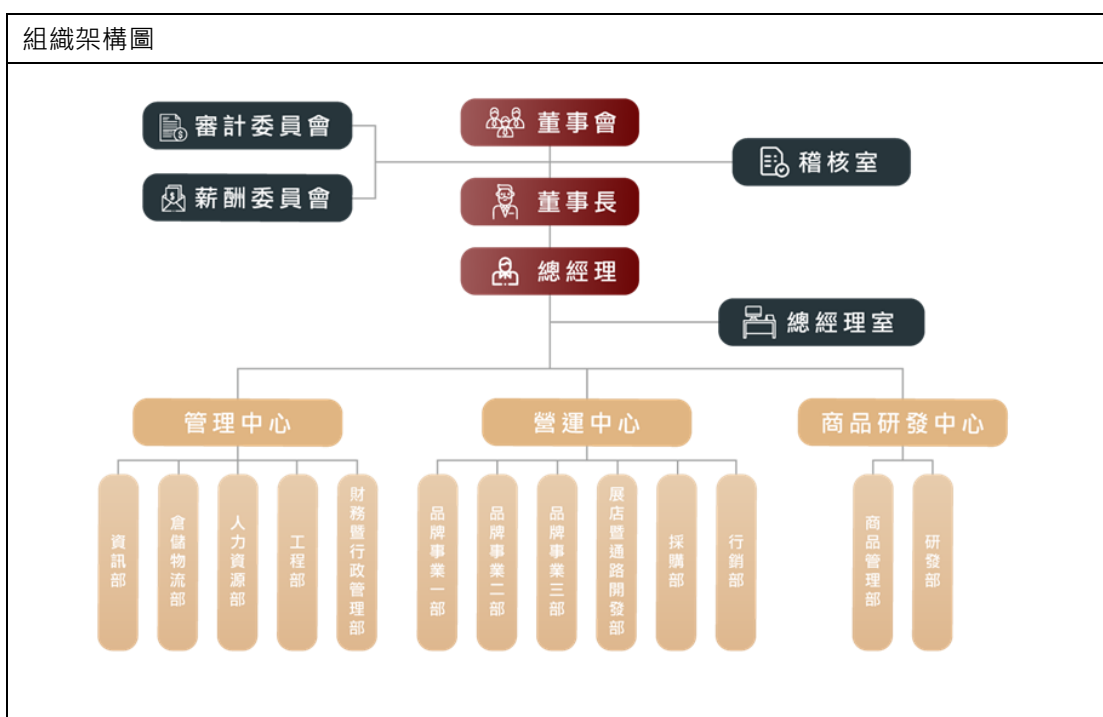 組織架構圖
審計委員會
董事會
稽核室
薪酬委員會
董事長
總經理
總經理室
管理中心
營運中心
商品研發中心
資訊部
倉儲物流部
人力資源部
工程部
財務暨行政管理部
品牌事業一部
品牌事業二部
品牌事業三部
展店暨通路開發部
採購部
行銷部
商品管理部
研發部